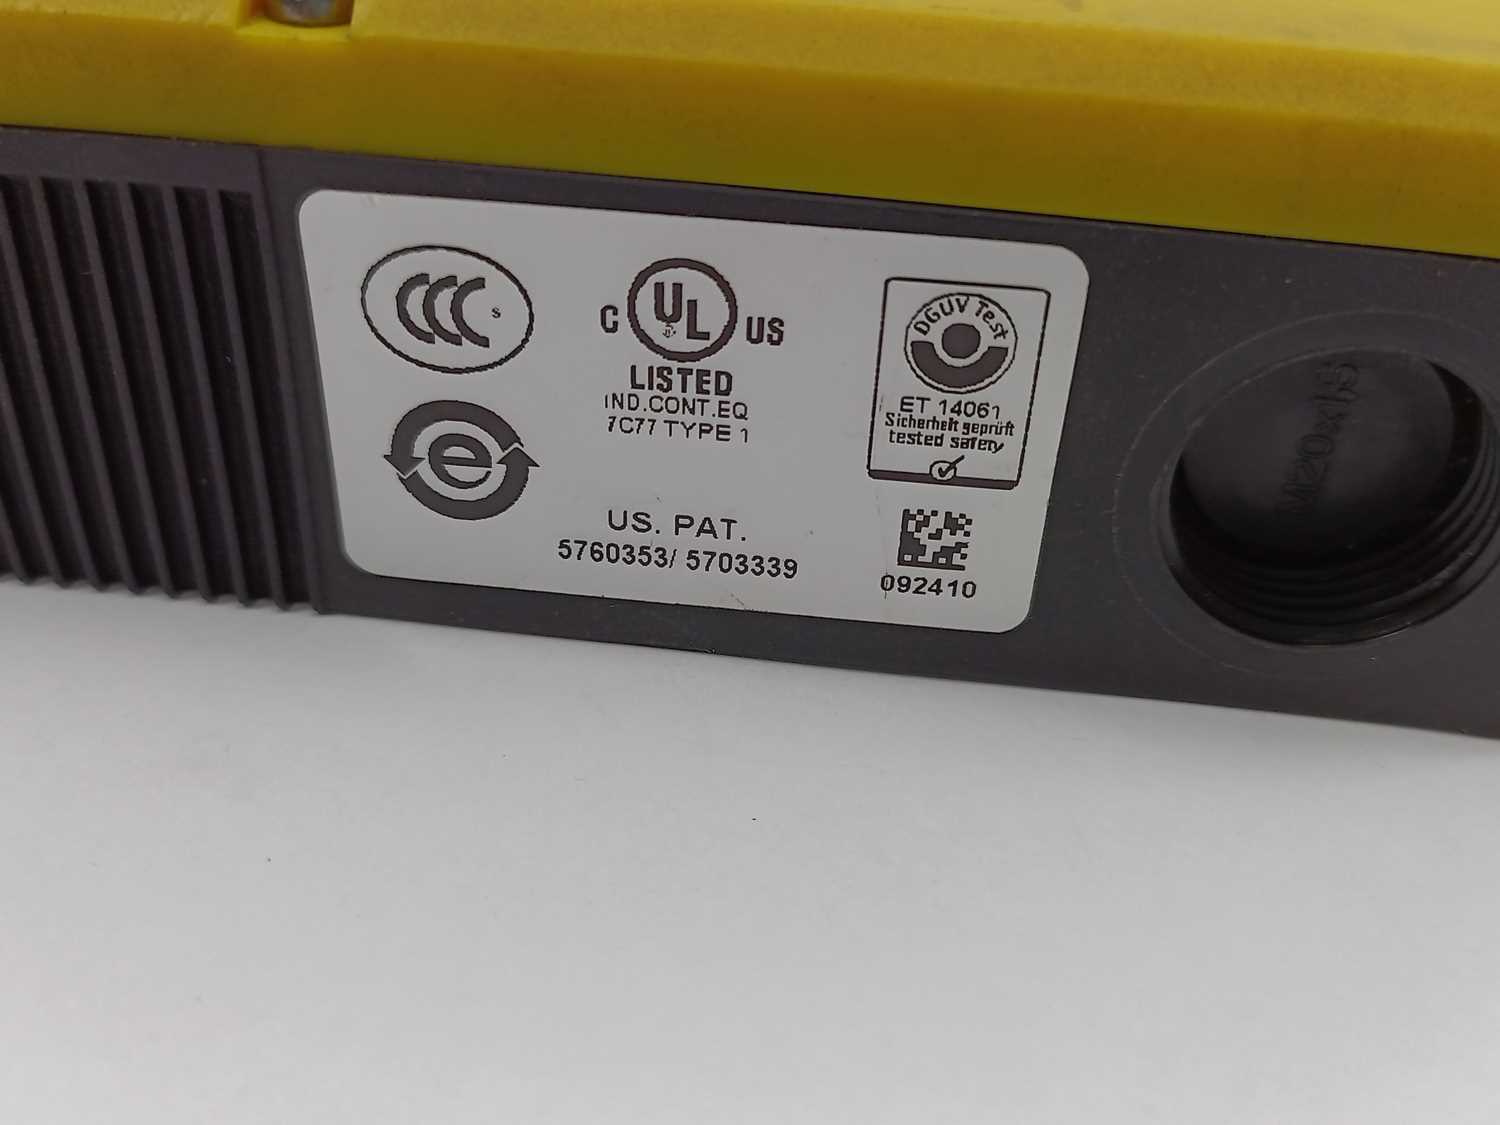 CCC S
C UL US
LISTED
IND.CONT.EQ
7C77 TYPE 1
e
US. PAT.
5760353/ 5703339
DGUV Test
ET 14061
Sicherheit geprüft
tested safety
092410
M20x1.5